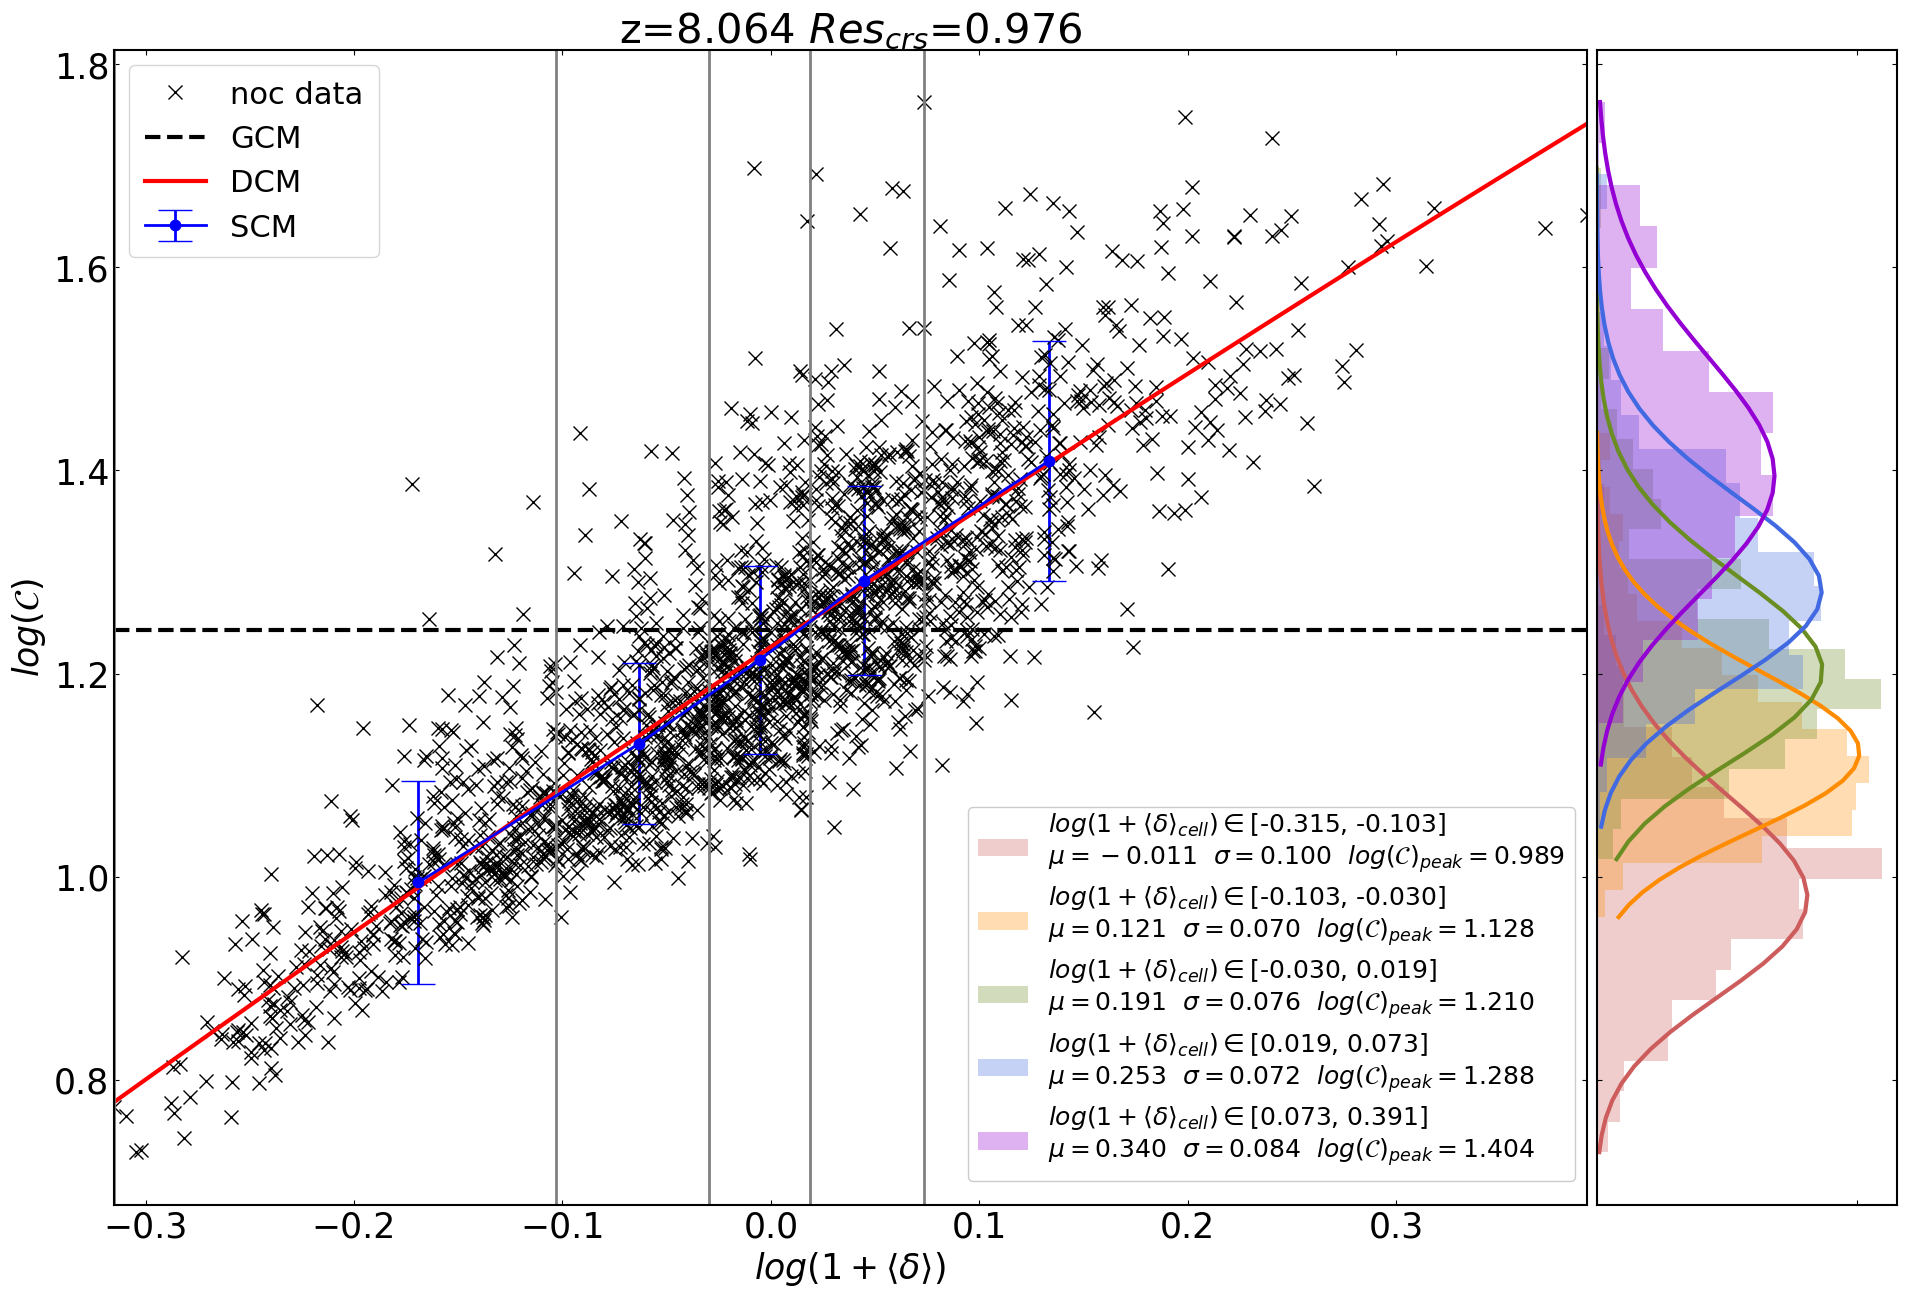 z=8.064 Res_crs=0.976
1.8
1.6
1.4
1.2
1.0
0.8
log(𝒞)
noc data
GCM
DCM
SCM
log(1 + ⟨δ⟩_cell) ∈ [-0.315, -0.103]
μ = −0.011 σ = 0.100 log(𝒞)_peak = 0.989
log(1 + ⟨δ⟩_cell) ∈ [-0.103, -0.030]
μ = 0.121 σ = 0.070 log(𝒞)_peak = 1.128
log(1 + ⟨δ⟩_cell) ∈ [-0.030, 0.019]
μ = 0.191 σ = 0.076 log(𝒞)_peak = 1.210
log(1 + ⟨δ⟩_cell) ∈ [0.019, 0.073]
μ = 0.253 σ = 0.072 log(𝒞)_peak = 1.288
log(1 + ⟨δ⟩_cell) ∈ [0.073, 0.391]
μ = 0.340 σ = 0.084 log(𝒞)_peak = 1.404
−0.3 −0.2 −0.1 0.0 0.1 0.2 0.3
log(1 + ⟨δ⟩)